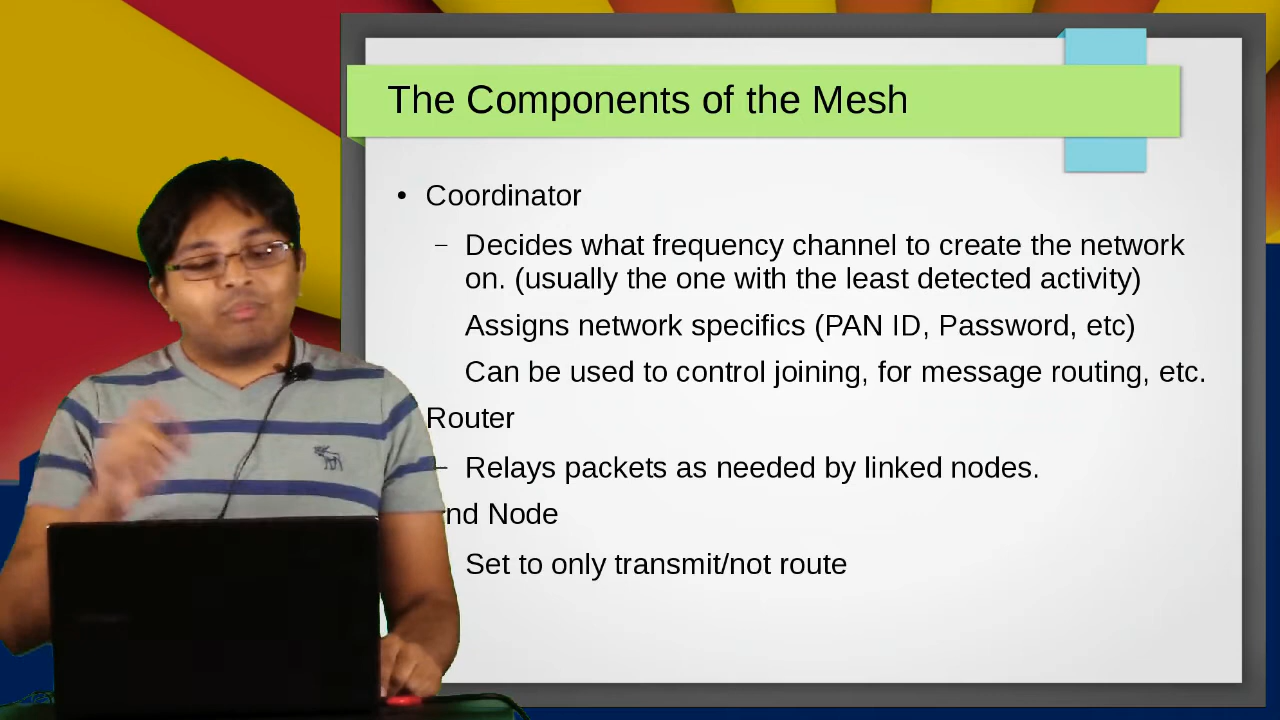 The Components of the Mesh
• Coordinator
– Decides what frequency channel to create the network
on. (usually the one with the least detected activity)
Assigns network specifics (PAN ID, Password, etc)
Can be used to control joining, for message routing, etc.
Router
– Relays packets as needed by linked nodes.
nd Node
Set to only transmit/not route